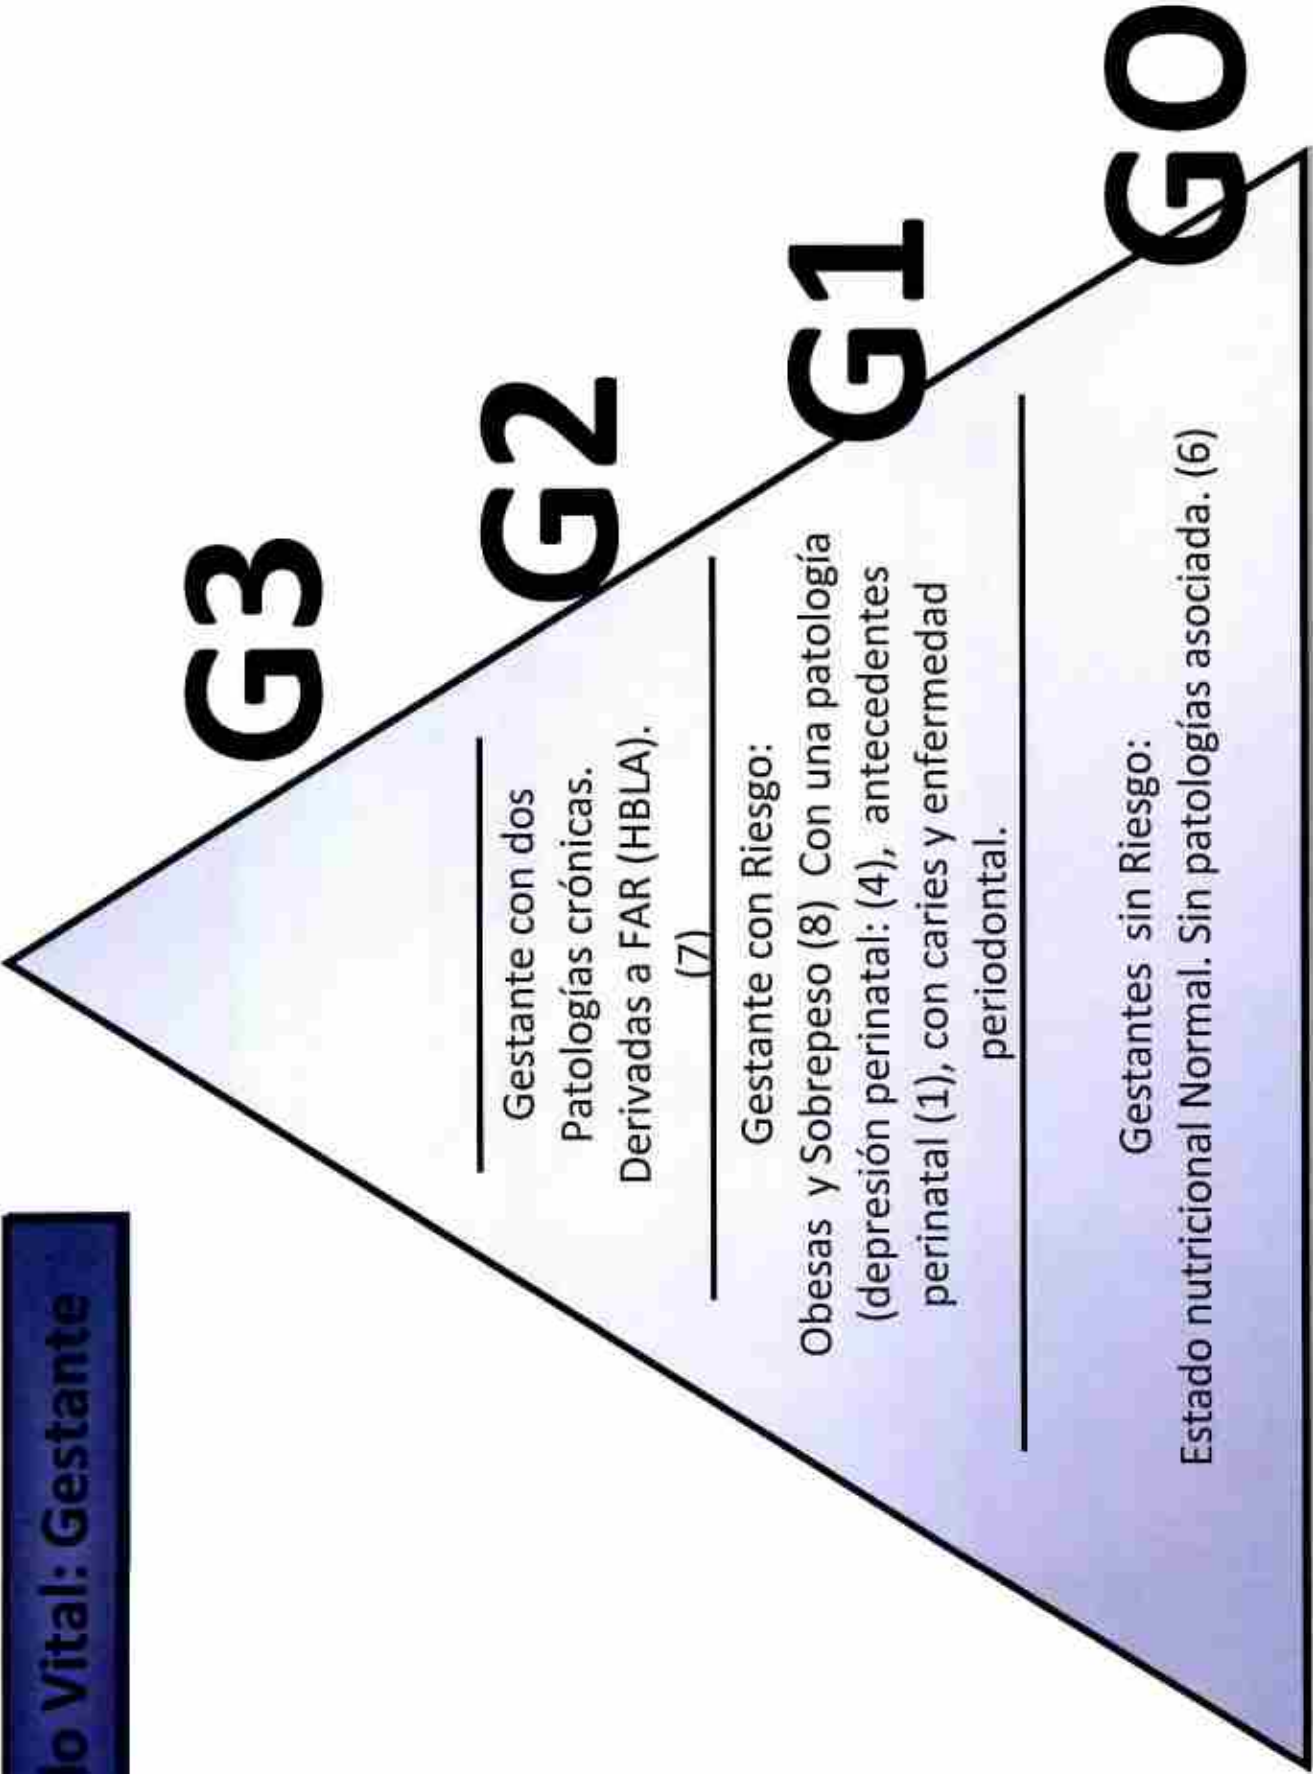 lo Vital: Gestante
G3
G2
Gestante con dos
Patologías crónicas.
Derivadas a FAR (HBLA).
(7)
G1
Gestante con Riesgo:
Obesas y Sobrepeso (8) Con una patología
(depresión perinatal: (4), antecedentes
perinatal (1), con caries y enfermedad
periodontal.
GO
Gestantes sin Riesgo:
Estado nutricional Normal. Sin patologías asociada. (6)